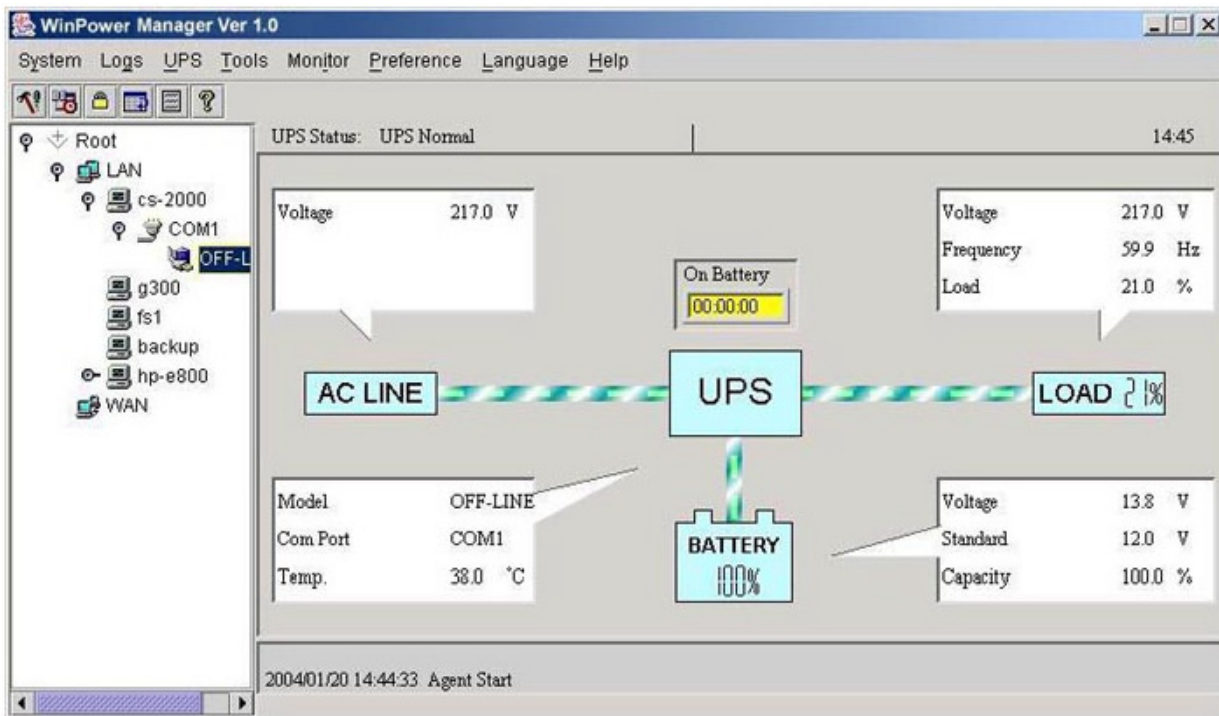 WinPower Manager Ver 1.0
System Logs UPS Tools Monitor Preference Language Help
Root
LAN
cs-2000
COM1
OFF-L
g300
fs1
backup
hp-e800
WAN
UPS Status: UPS Normal
14:45
Voltage 217.0 V
On Battery
00:00:00
Voltage 217.0 V
Frequency 59.9 Hz
Load 21.0 %
AC LINE
UPS
LOAD 21%
Model OFF-LINE
Com Port COM1
Temp. 38.0 °C
BATTERY
100%
Voltage 13.8 V
Standard 12.0 V
Capacity 100.0 %
2004/01/20 14:44:33 Agent Start